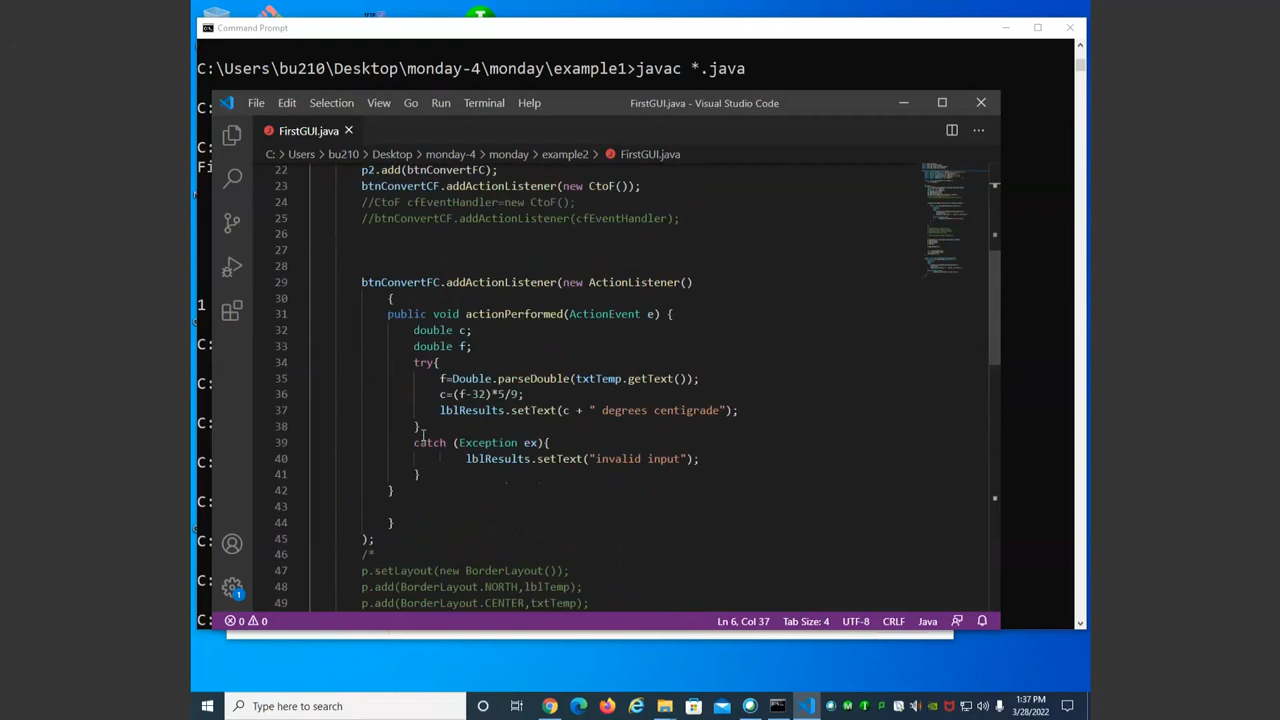 Command Prompt
C:\Users\bu210\Desktop\monday-4\monday\example1>javac *.java
File Edit Selection View Go Run Terminal Help FirstGUI.java - Visual Studio Code
FirstGUI.java
C: > Users > bu210 > Desktop > monday-4 > monday > example2 > FirstGUI.java
22 p2.add(btnConvertFC);
23 btnConvertCF.addActionListener(new CtoF());
24 //CtoF cfEventHandler=new CtoF();
25 //btnConvertCF.addActionListener(cfEventHandler);
26
27
28
29 btnConvertFC.addActionListener(new ActionListener()
30 {
31 public void actionPerformed(ActionEvent e) {
32 double c;
33 double f;
34 try{
35 f=Double.parseDouble(txtTemp.getText());
36 c=(f-32)*5/9;
37 lblResults.setText(c + " degrees centigrade");
38 }
39 catch (Exception ex){
40 lblResults.setText("invalid input");
41 }
42 }
43
44 }
45 );
46 /*
47 p.setLayout(new BorderLayout());
48 p.add(BorderLayout.NORTH,lblTemp);
49 p.add(BorderLayout.CENTER,txtTemp);
0 0 Ln 6, Col 37 Tab Size: 4 UTF-8 CRLF Java
Type here to search
1:37 PM
3/28/2022